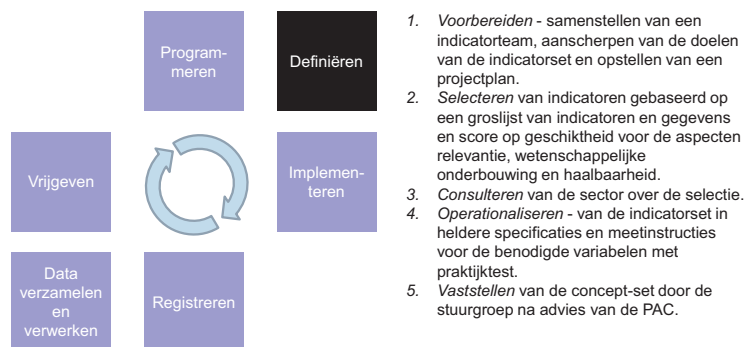 Program-
meren
Definiëren
Vrijgeven
Implemen-
teren
Data
verzamelen
en
verwerken
Registreren
1. Voorbereiden - samenstellen van een
indicatorteam, aanscherpen van de doelen
van de indicatorset en opstellen van een
projectplan.
2. Selecteren van indicatoren gebaseerd op
een groslijst van indicatoren en gegevens
en score op geschiktheid voor de aspecten
relevantie, wetenschappelijke
onderbouwing en haalbaarheid.
3. Consulteren van de sector over de selectie.
4. Operationaliseren - van de indicatorset in
heldere specificaties en meetinstructies
voor de benodigde variabelen met
praktijktest.
5. Vaststellen van de concept-set door de
stuurgroep na advies van de PAC.